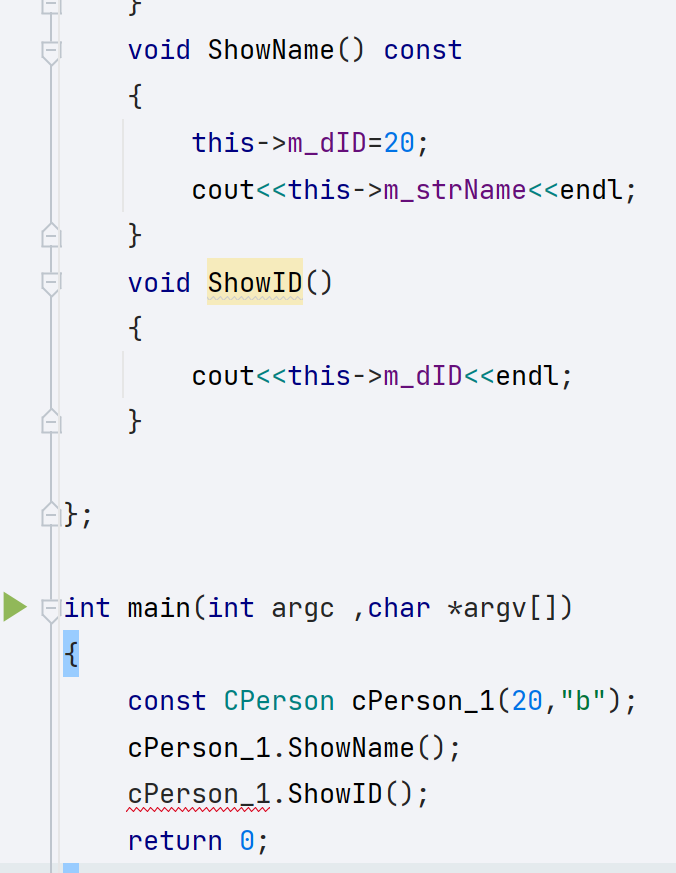 }
void ShowName() const
{
this->m_dID=20;
cout<<this->m_strName<<endl;
}
void ShowID()
{
cout<<this->m_dID<<endl;
}
};
int main(int argc ,char *argv[])
{
const CPerson cPerson_1(20,"b");
cPerson_1.ShowName();
cPerson_1.ShowID();
return 0;